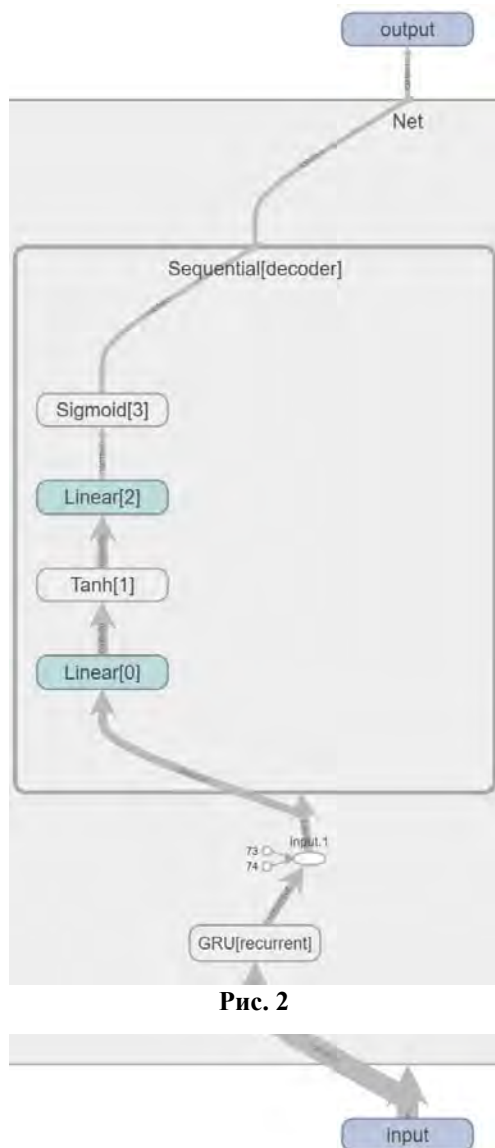 output
Net
Sequential[decoder]
Sigmoid[3]
Linear[2]
Tanh[1]
Linear[0]
input.1
73
74
GRU[recurrent]
Рис. 2
input